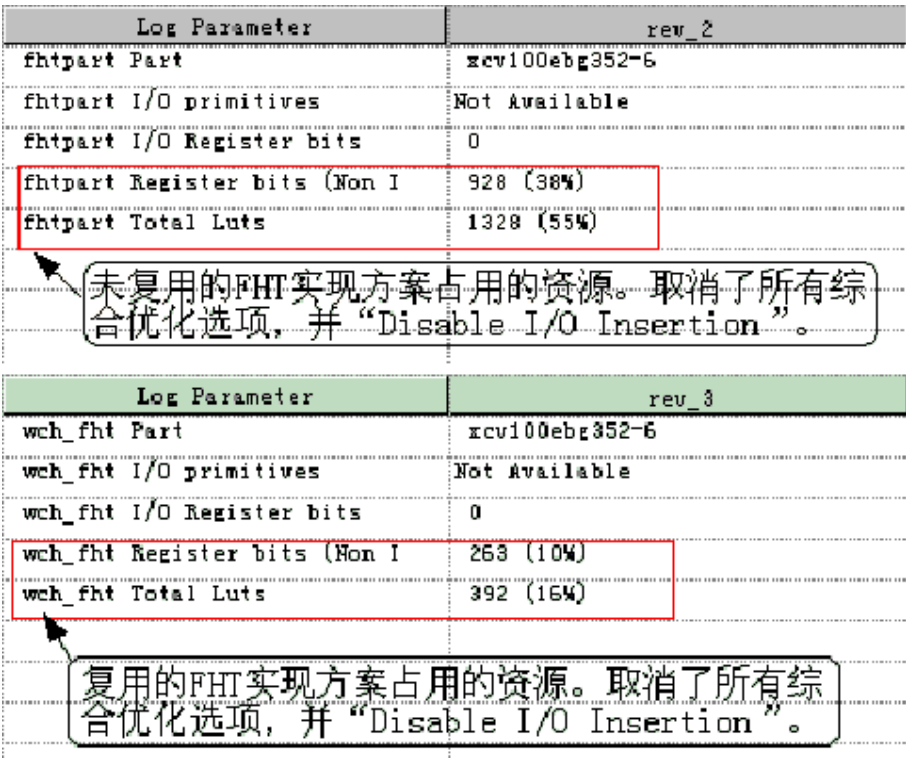 Log Parameter rev_2
fhtpart Part xcv100ebg352-6
fhtpart I/O primitives Not Available
fhtpart I/O Register bits 0
fhtpart Register bits (Non I 928 (38%)
fhtpart Total Luts 1328 (55%)
未复用的FHT实现方案占用的资源。取消了所有综
合优化选项，并“Disable I/O Insertion”。
Log Parameter rev_3
wch_fht Part xcv100ebg352-6
wch_fht I/O primitives Not Available
wch_fht I/O Register bits 0
wch_fht Register bits (Non I 263 (10%)
wch_fht Total Luts 392 (16%)
复用的FHT实现方案占用的资源。取消了所有综
合优化选项，并“Disable I/O Insertion”。